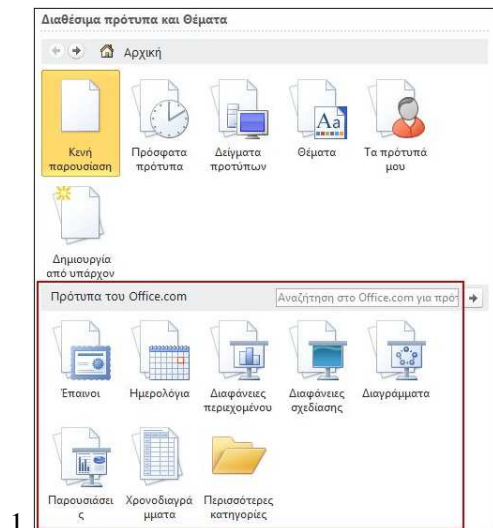 Διαθέσιμα πρότυπα και Θέματα
Αρχική
Κενή
παρουσίαση
Πρόσφατα
πρότυπα
Δείγματα
προτύπων
Θέματα
Τα πρότυπά
μου
Δημιουργία
από υπάρχον
Πρότυπα του Office.com
Αναζήτηση στο Office.com για πρότ
Έπαινοι
Ημερολόγια
Διαφάνειες
περιεχομένου
Διαφάνειες
σχεδίασης
Διαγράμματα
Παρουσιάσει
ς
Χρονοδιαγρά
μματα
Περισσότερες
κατηγορίες
1